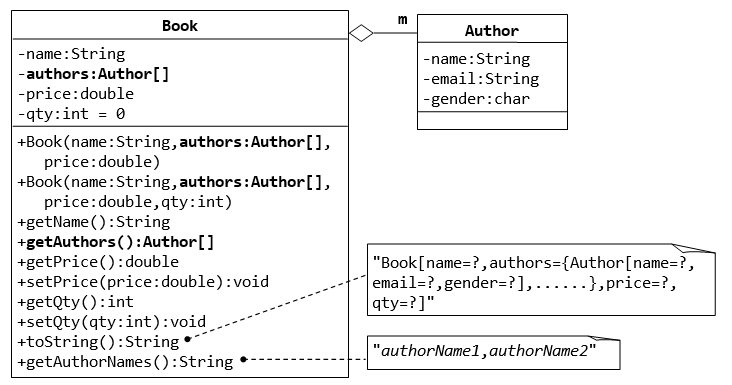 Book
-name:String
-authors:Author[]
-price:double
-qty:int = 0
+Book(name:String,authors:Author[],
price:double)
+Book(name:String,authors:Author[],
price:double,qty:int)
+getName():String
+getAuthors():Author[]
+getPrice():double
+setPrice(price:double):void
+getQty():int
+setQty(qty:int):void
+toString():String
+getAuthorNames():String
m
Author
-name:String
-email:String
-gender:char
"Book[name=?,authors={Author[name=?,
email=?,gender=?],......},price=?,
qty=?]"
"authorName1,authorName2"